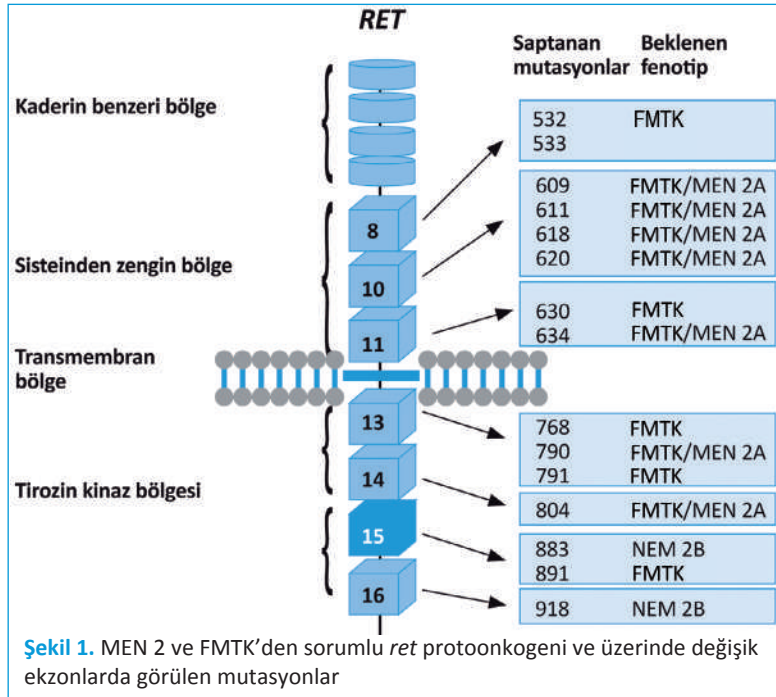 RET
Saptanan Beklenen
mutasyonlar fenotip
Kaderin benzeri bölge
532 FMTK
533
609 FMTK/MEN 2A
611 FMTK/MEN 2A
618 FMTK/MEN 2A
620 FMTK/MEN 2A
8
Sisteinden zengin bölge
10
630 FMTK
634 FMTK/MEN 2A
11
Transmembran
bölge
13
768 FMTK
790 FMTK/MEN 2A
791 FMTK
Tirozin kinaz bölgesi
14
804 FMTK/MEN 2A
15
883 NEM 2B
891 FMTK
16
918 NEM 2B
Şekil 1. MEN 2 ve FMTK’den sorumlu ret protoonkogeni ve üzerinde değişik
ekzonlarda görülen mutasyonlar